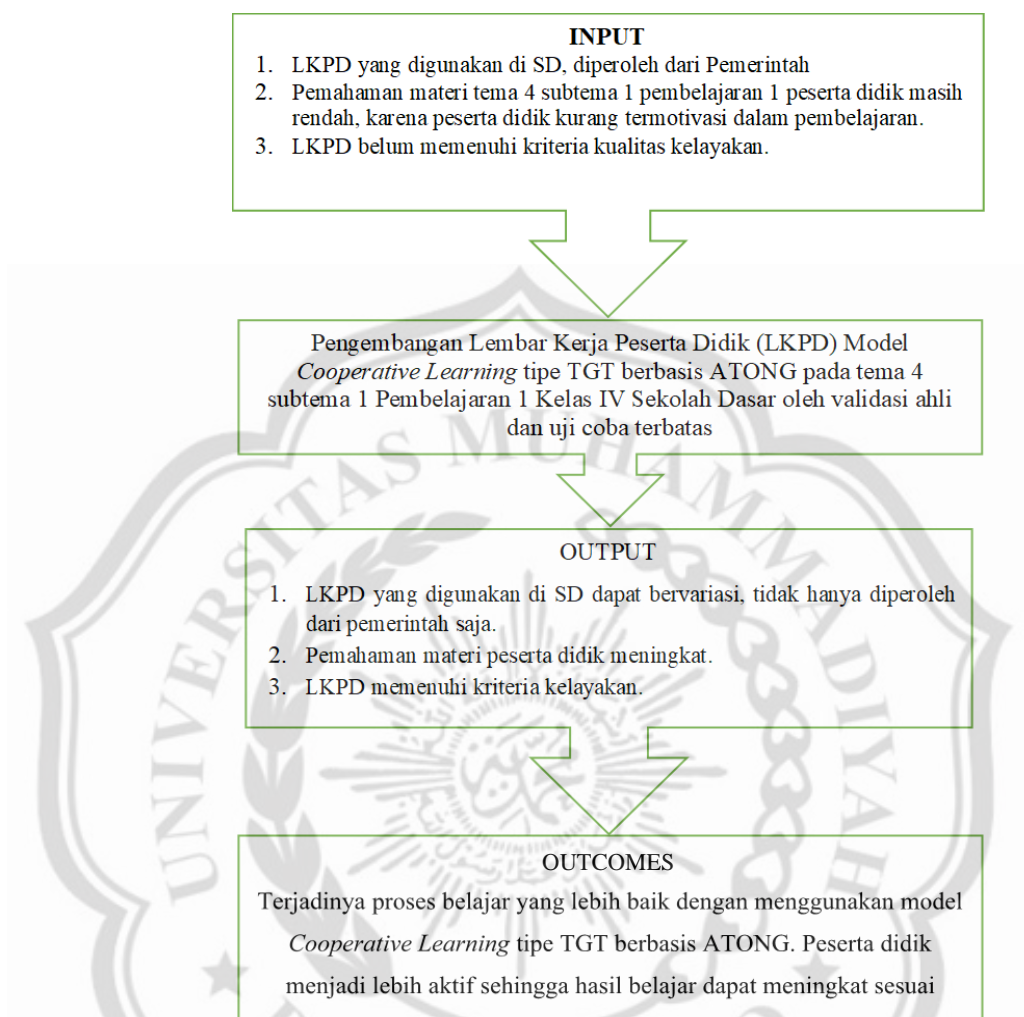 INPUT
1. LKPD yang digunakan di SD, diperoleh dari Pemerintah
2. Pemahaman materi tema 4 subtema 1 pembelajaran 1 peserta didik masih
rendah, karena peserta didik kurang termotivasi dalam pembelajaran.
3. LKPD belum memenuhi kriteria kualitas kelayakan.
Pengembangan Lembar Kerja Peserta Didik (LKPD) Model
Cooperative Learning tipe TGT berbasis ATONG pada tema 4
subtema 1 Pembelajaran 1 Kelas IV Sekolah Dasar oleh validasi ahli
dan uji coba terbatas
OUTPUT
1. LKPD yang digunakan di SD dapat bervariasi, tidak hanya diperoleh
dari pemerintah saja.
2. Pemahaman materi peserta didik meningkat.
3. LKPD memenuhi kriteria kelayakan.
OUTCOMES
Terjadinya proses belajar yang lebih baik dengan menggunakan model
Cooperative Learning tipe TGT berbasis ATONG. Peserta didik
menjadi lebih aktif sehingga hasil belajar dapat meningkat sesuai
UNIVERSITAS MUHAMMADIYAH